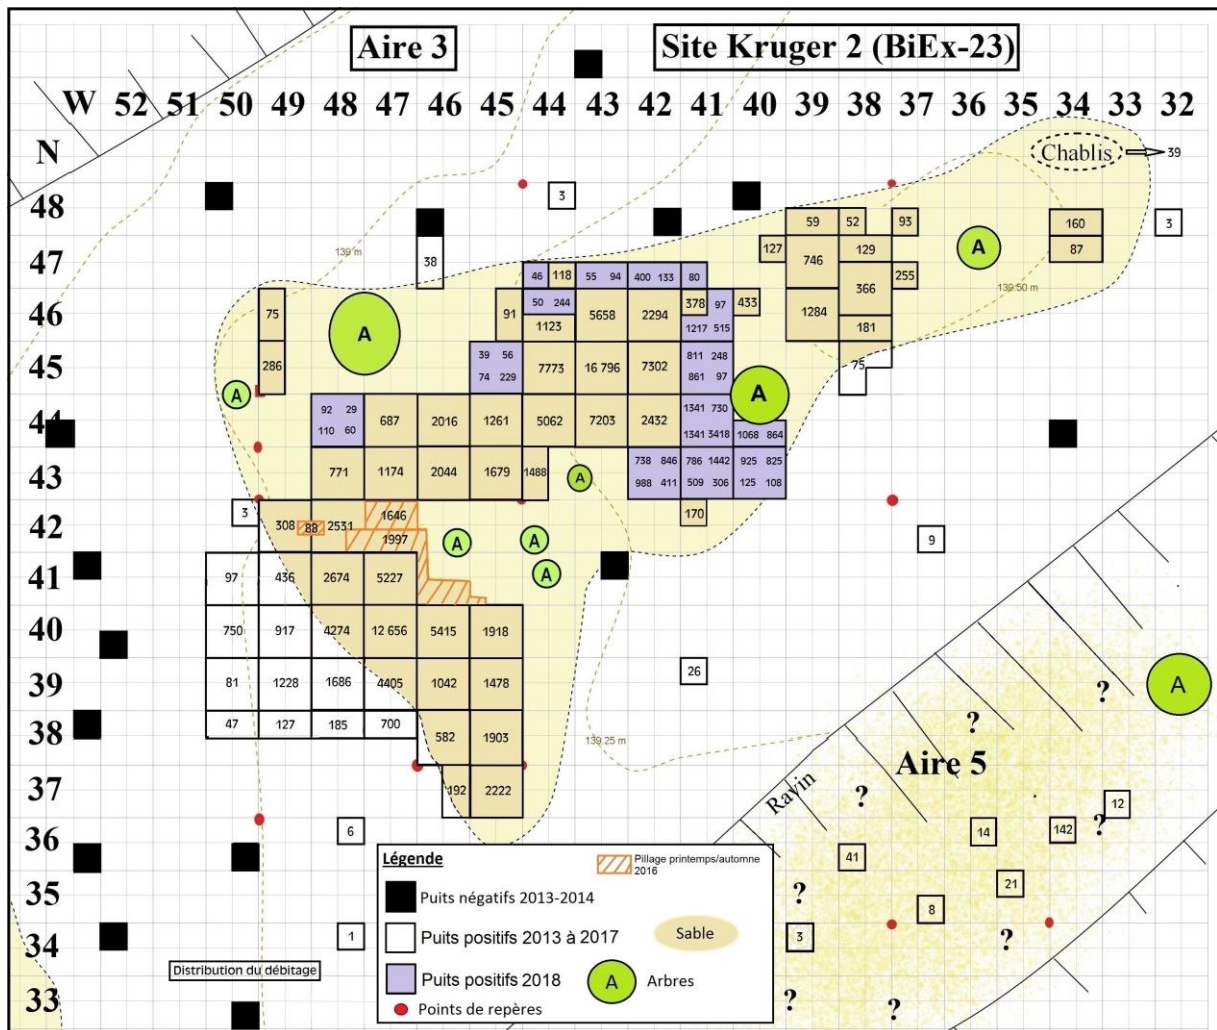 Aire 3
Site Kruger 2 (BiEx-23)
W 52 51 50 49 48 47 46 45 44 43 42 41 40 39 38 37 36 35 34 33 32
N
Chablis 39
48 3
59 52 93 160 3
139 m
47 38 127 746 129 A 87
46 118 55 94 400 133 80 366 255
139.50 m
46 75 A 91 50 244 5658 2294 378 97 433 1284
1123 1217 515 181
45 286 39 56 7773 16 796 7302 811 248 75
74 229 861 97
A A
44 92 29 687 2016 1261 5062 7203 2432 1341 730
110 60 1341 3418 1068 864
43 771 1174 2044 1679 1488 A 738 846 786 1442 925 825
988 411 509 306 125 108
42 3 308 88 2531 1646 170
1997 A A 9
41 97 436 2674 5227 A
40 750 917 4274 12 656 5415 1918
39 81 1228 1686 4405 1042 1478 26 ? A
38 47 127 185 700 582 1903 139.25 m ?
Aire 5
37 192 2222 Ravin ? 12
36 6 14 142 ?
41
35 ? 21
8
34 1 3 ?
33 ? ?
Distribution du débitage
Légende
Pillage printemps/automne
2016
Puits négatifs 2013-2014
Puits positifs 2013 à 2017
Sable
Puits positifs 2018
A Arbres
Points de repères